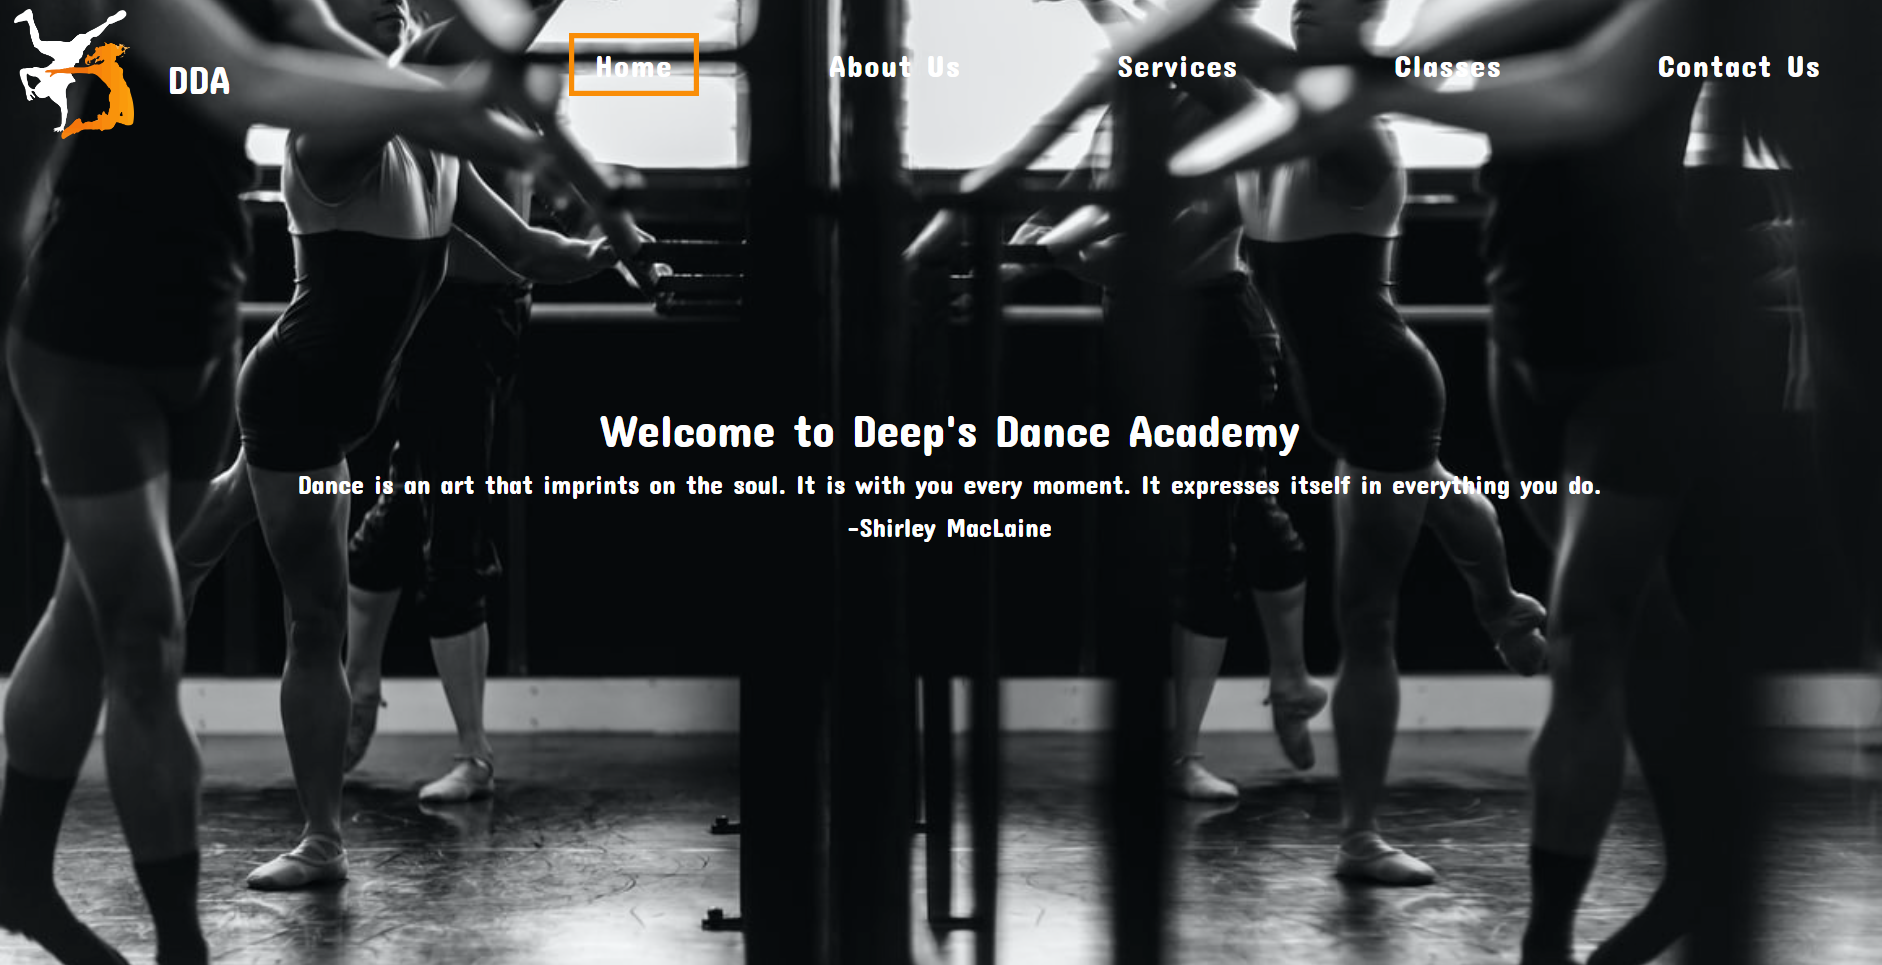 DDA
Home About Us Services Classes Contact Us
Welcome to Deep's Dance Academy
Dance is an art that imprints on the soul. It is with you every moment. It expresses itself in everything you do.
-Shirley MacLaine